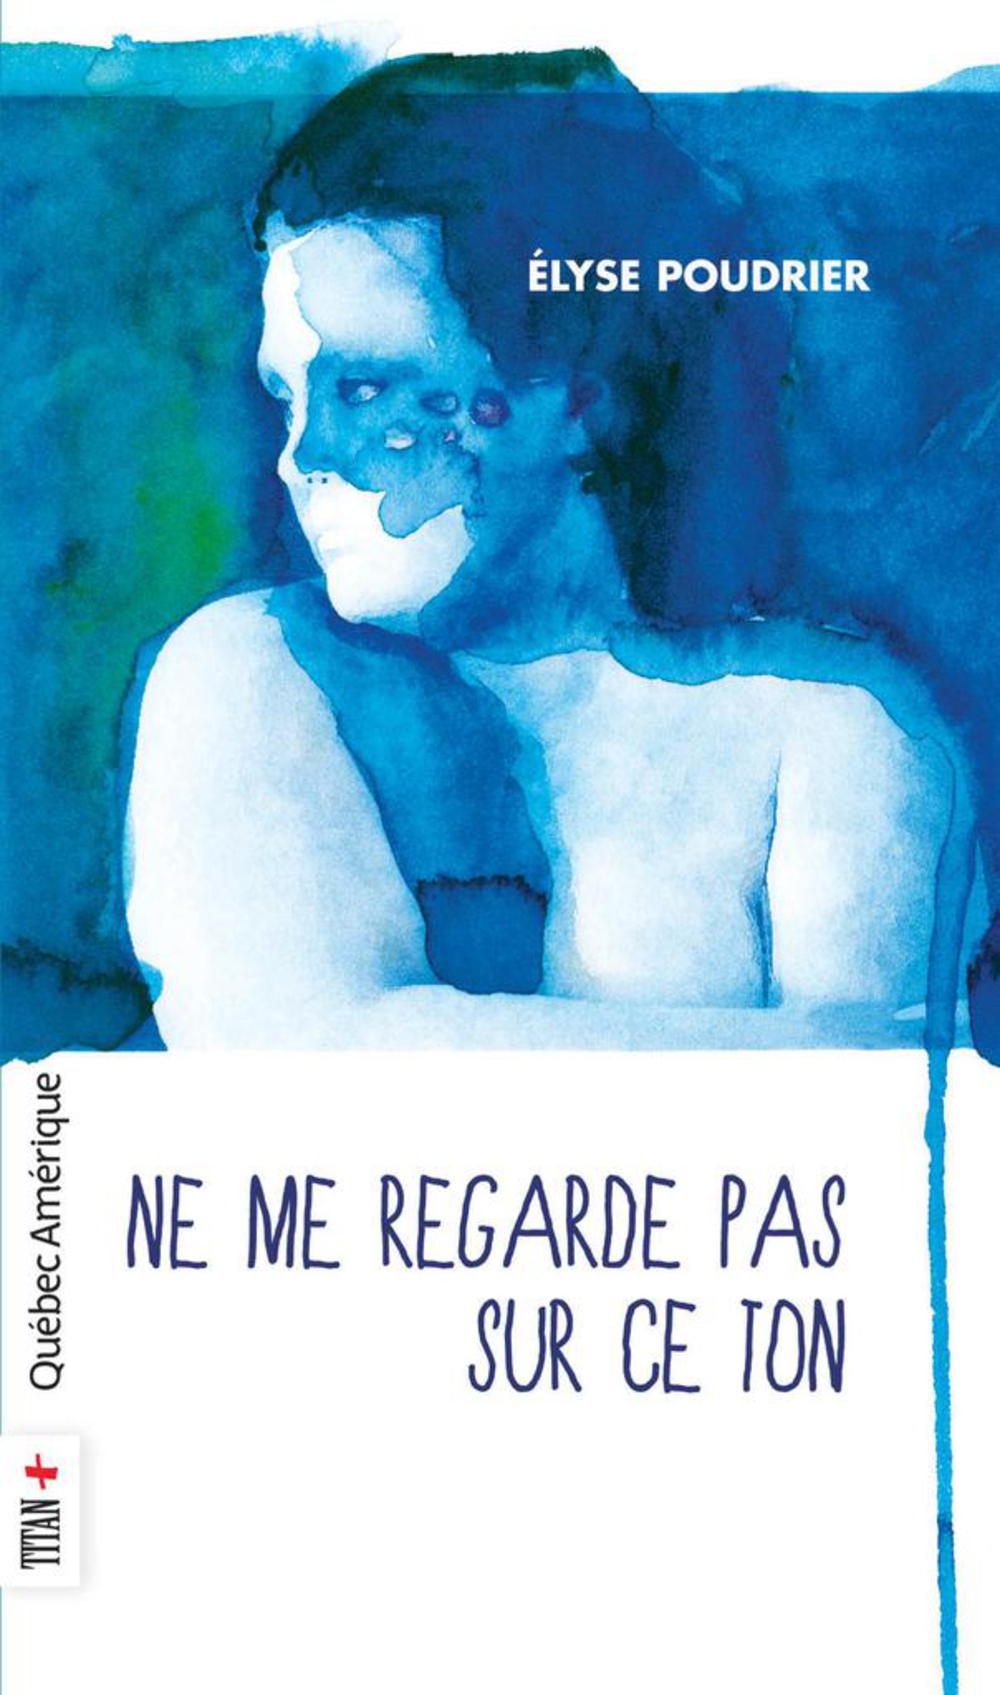 ÉLYSE POUDRIER
Québec Amérique
NE ME REGARDE PAS
SUR CE TON
TITAN +